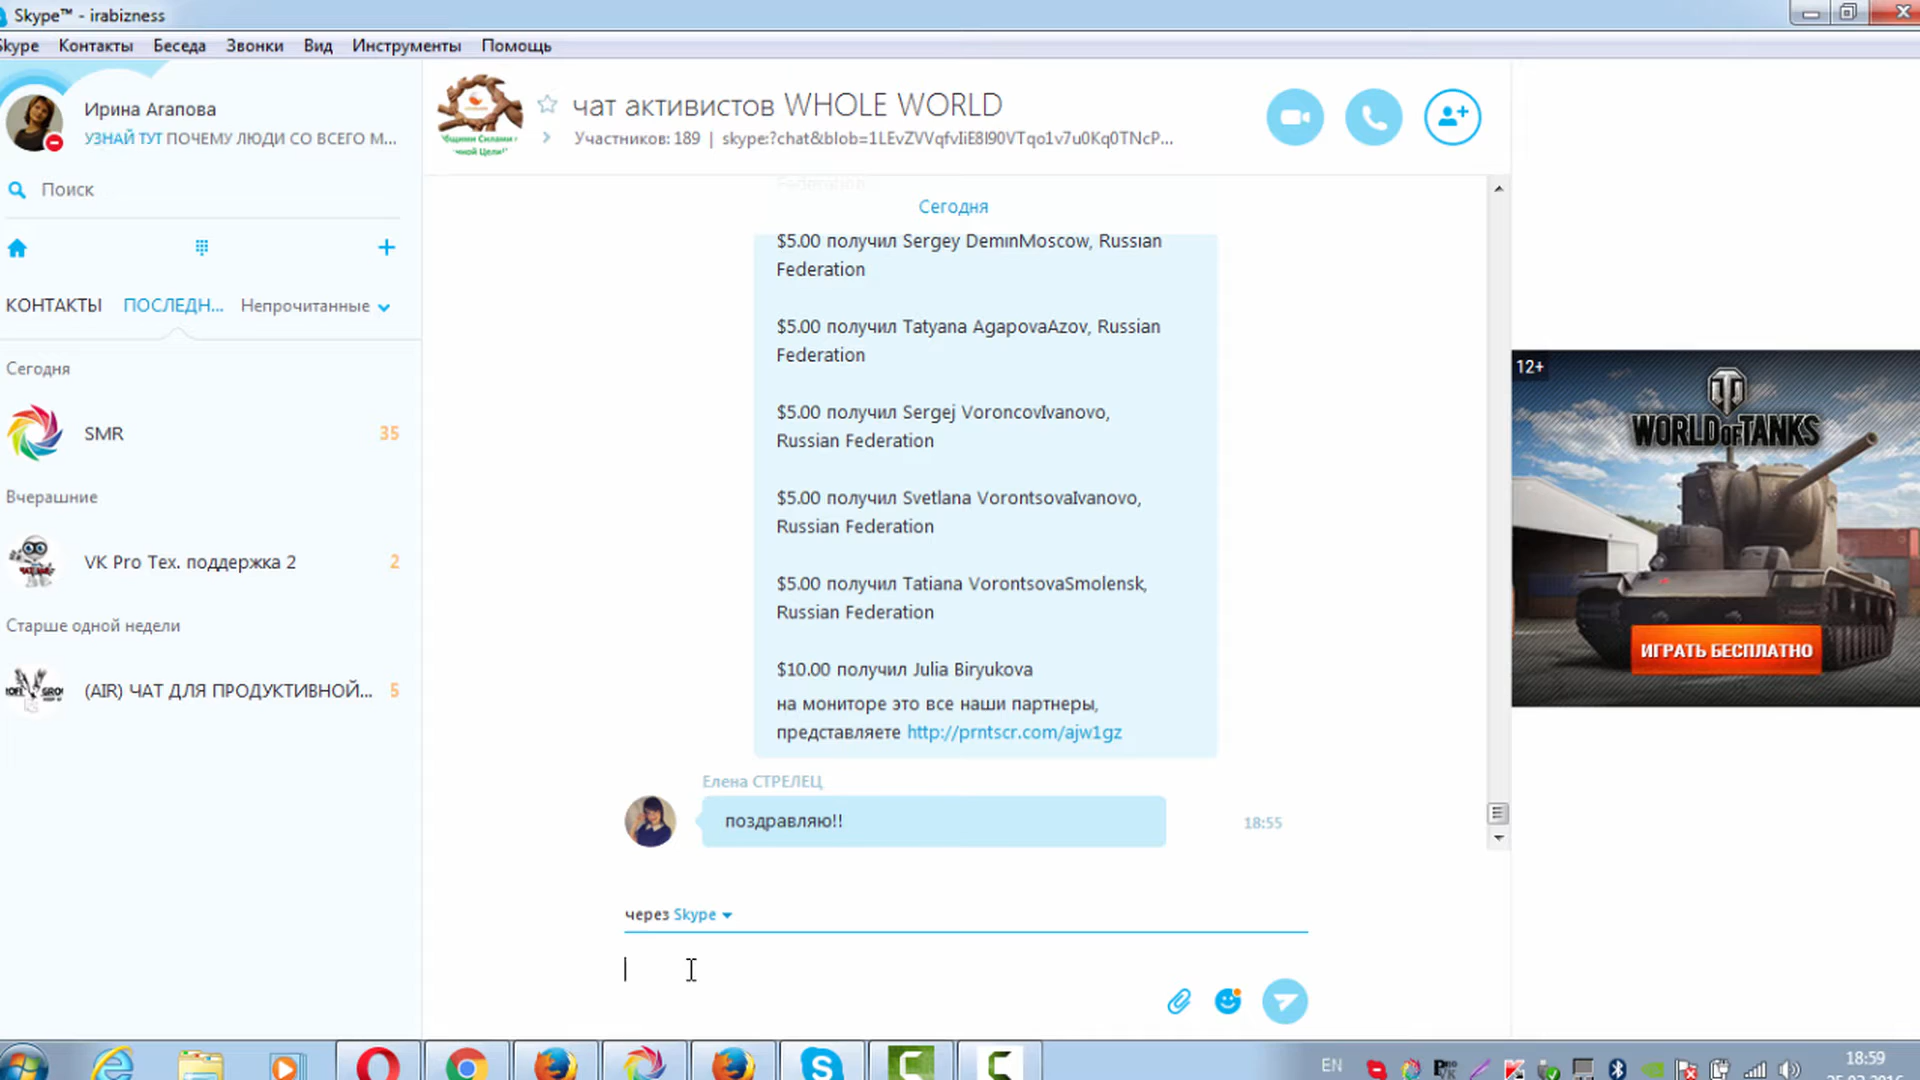 Skype™ - irabizness
Skype Контакты Беседа Звонки Вид Инструменты Помощь
Ирина Агапова
УЗНАЙ ТУТ ПОЧЕМУ ЛЮДИ СО ВСЕГО М...
Поиск
КОНТАКТЫ ПОСЛЕДН... Непрочитанные
Сегодня
SMR 35
Вчерашние
VK Pro Тех. поддержка 2 2
Старше одной недели
(AIR) ЧАТ ДЛЯ ПРОДУКТИВНОЙ... 5
чат активистов WHOLE WORLD
Участников: 189 | skype:?chat&blob=1LEvZVVqfvIiE8I90VTqo1v7u0Kq0TNcP...
Federation
Сегодня
$5.00 получил Sergey DeminMoscow, Russian
Federation
$5.00 получил Tatyana AgapovaAzov, Russian
Federation
$5.00 получил Sergej VoroncovIvanovo,
Russian Federation
$5.00 получил Svetlana VorontsovaIvanovo,
Russian Federation
$5.00 получил Tatiana VorontsovaSmolensk,
Russian Federation
$10.00 получил Julia Biryukova
на мониторе это все наши партнеры,
представляете http://prntscr.com/ajw1gz
Елена СТРЕЛЕЦ
поздравляю!!
18:55
через Skype
12+
WORLD OF TANKS
ИГРАТЬ БЕСПЛАТНО
EN
18:59